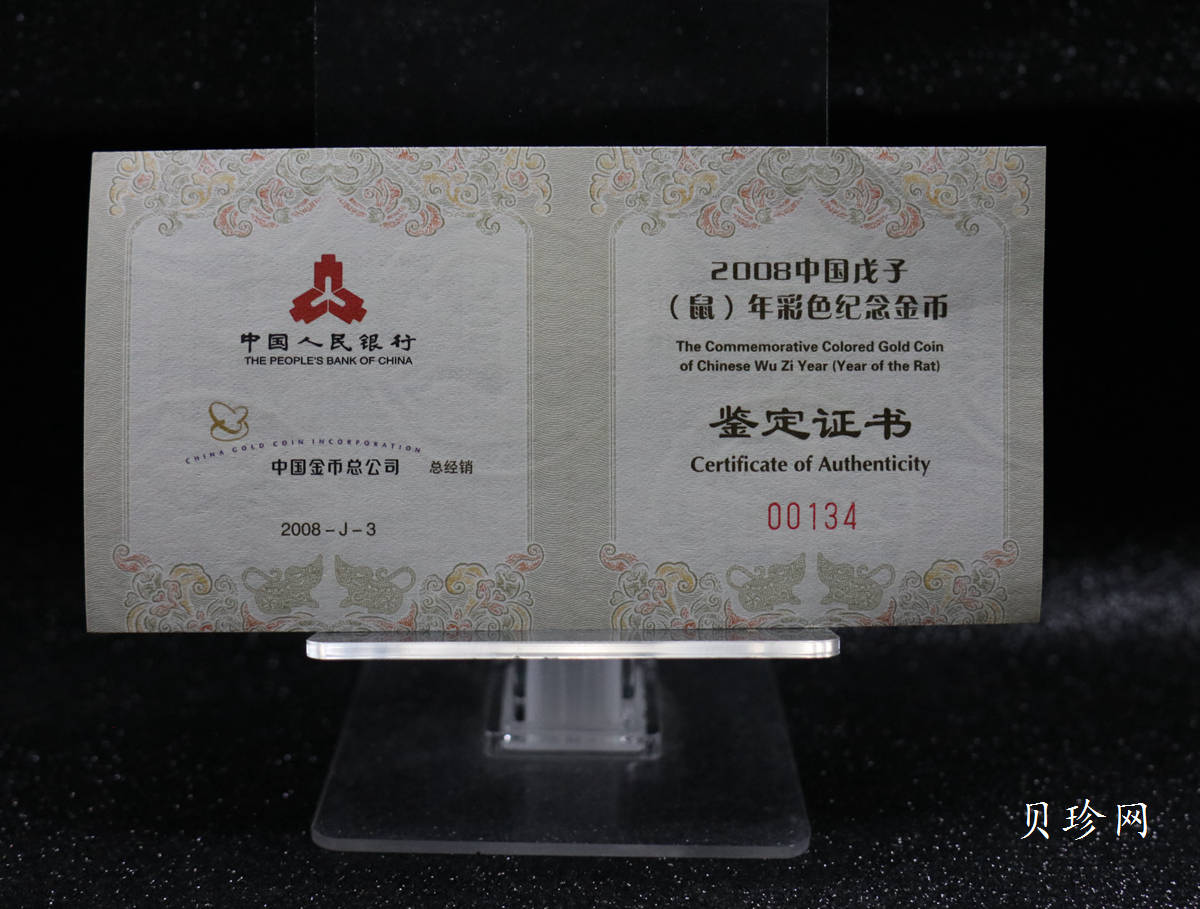 中国人民银行
THE PEOPLE'S BANK OF CHINA
CHINA GOLD COIN INCORPORATION
中国金币总公司 总经销
2008-J-3
2008中国戊子
（鼠）年彩色纪念金币
The Commemorative Colored Gold Coin
of Chinese Wu Zi Year (Year of the Rat)
鉴定证书
Certificate of Authenticity
00134
贝珍网